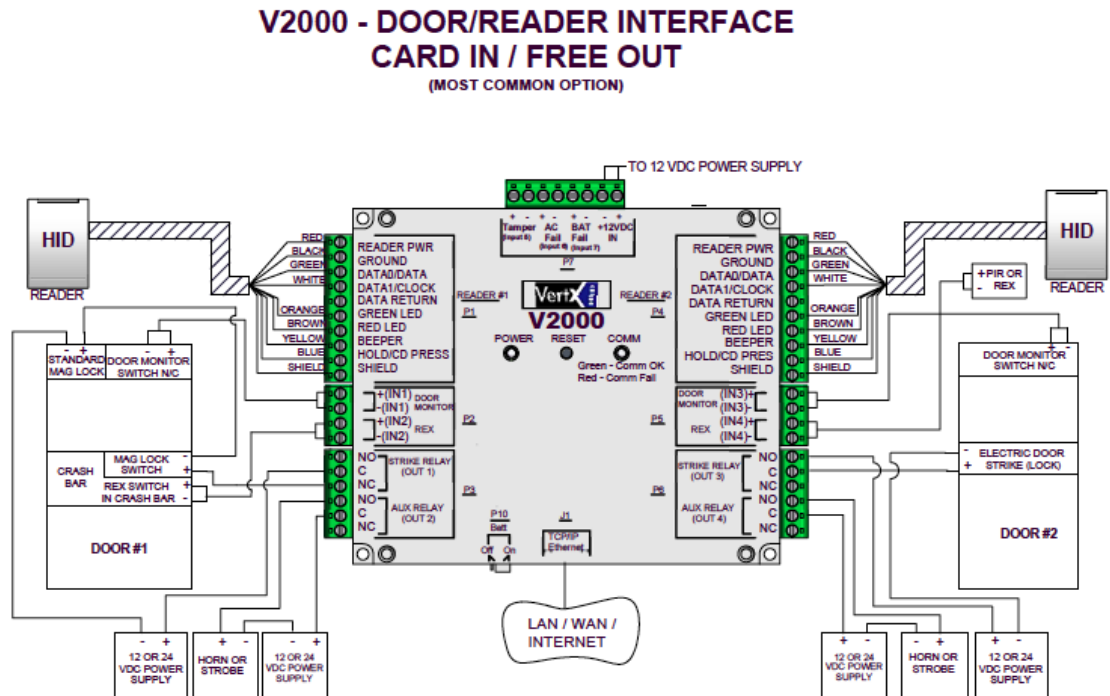 V2000 - DOOR/READER INTERFACE
CARD IN / FREE OUT
(MOST COMMON OPTION)
TO 12 VDC POWER SUPPLY
+ - + - + - - +
Tamper AC BAT +12VDC
(Input 5) Fail Fail IN
(Input 6) (Input 7)
P7
HID
READER
RED
BLACK
GREEN
WHITE
ORANGE
BROWN
YELLOW
BLUE
SHIELD
READER PWR
GROUND
DATA0/DATA
DATA1/CLOCK
DATA RETURN
GREEN LED
RED LED
BEEPER
HOLD/CD PRESS
SHIELD
READER #1
P1
VertX
V2000
POWER RESET COMM
Green - Comm OK
Red - Comm Fail
READER #2
P4
READER PWR
GROUND
DATA0/DATA
DATA1/CLOCK
DATA RETURN
GREEN LED
RED LED
BEEPER
HOLD/CD PRES
SHIELD
RED
BLACK
GREEN
WHITE
ORANGE
BROWN
YELLOW
BLUE
SHIELD
HID
READER
+ PIR OR
- REX
- +
STANDARD
MAG LOCK
- +
DOOR MONITOR
SWITCH N/C
+(IN1)
-(IN1)
DOOR
MONITOR
+(IN2)
-(IN2)
REX
P2
P5
DOOR
MONITOR
(IN3)+
(IN3)-
REX
(IN4)+
(IN4)-
+ -
DOOR MONITOR
SWITCH N/C
CRASH
BAR
MAG LOCK -
SWITCH +
REX SWITCH +
IN CRASH BAR -
DOOR #1
NO
C
NC
STRIKE RELAY
(OUT 1)
NO
C
NC
AUX RELAY
(OUT 2)
P3
P6
STRIKE RELAY
(OUT 3)
NO
C
NC
AUX RELAY
(OUT 4)
NO
C
NC
- ELECTRIC DOOR
+ STRIKE (LOCK)
DOOR #2
P10
Batt
Off On
J1
TCP/IP
Ethernet
LAN / WAN /
INTERNET
- +
12 OR 24
VDC POWER
SUPPLY
+ -
HORN OR
STROBE
- +
12 OR 24
VDC POWER
SUPPLY
+ -
12 OR 24
VDC POWER
SUPPLY
- +
HORN OR
STROBE
+ -
12 OR 24
VDC POWER
SUPPLY